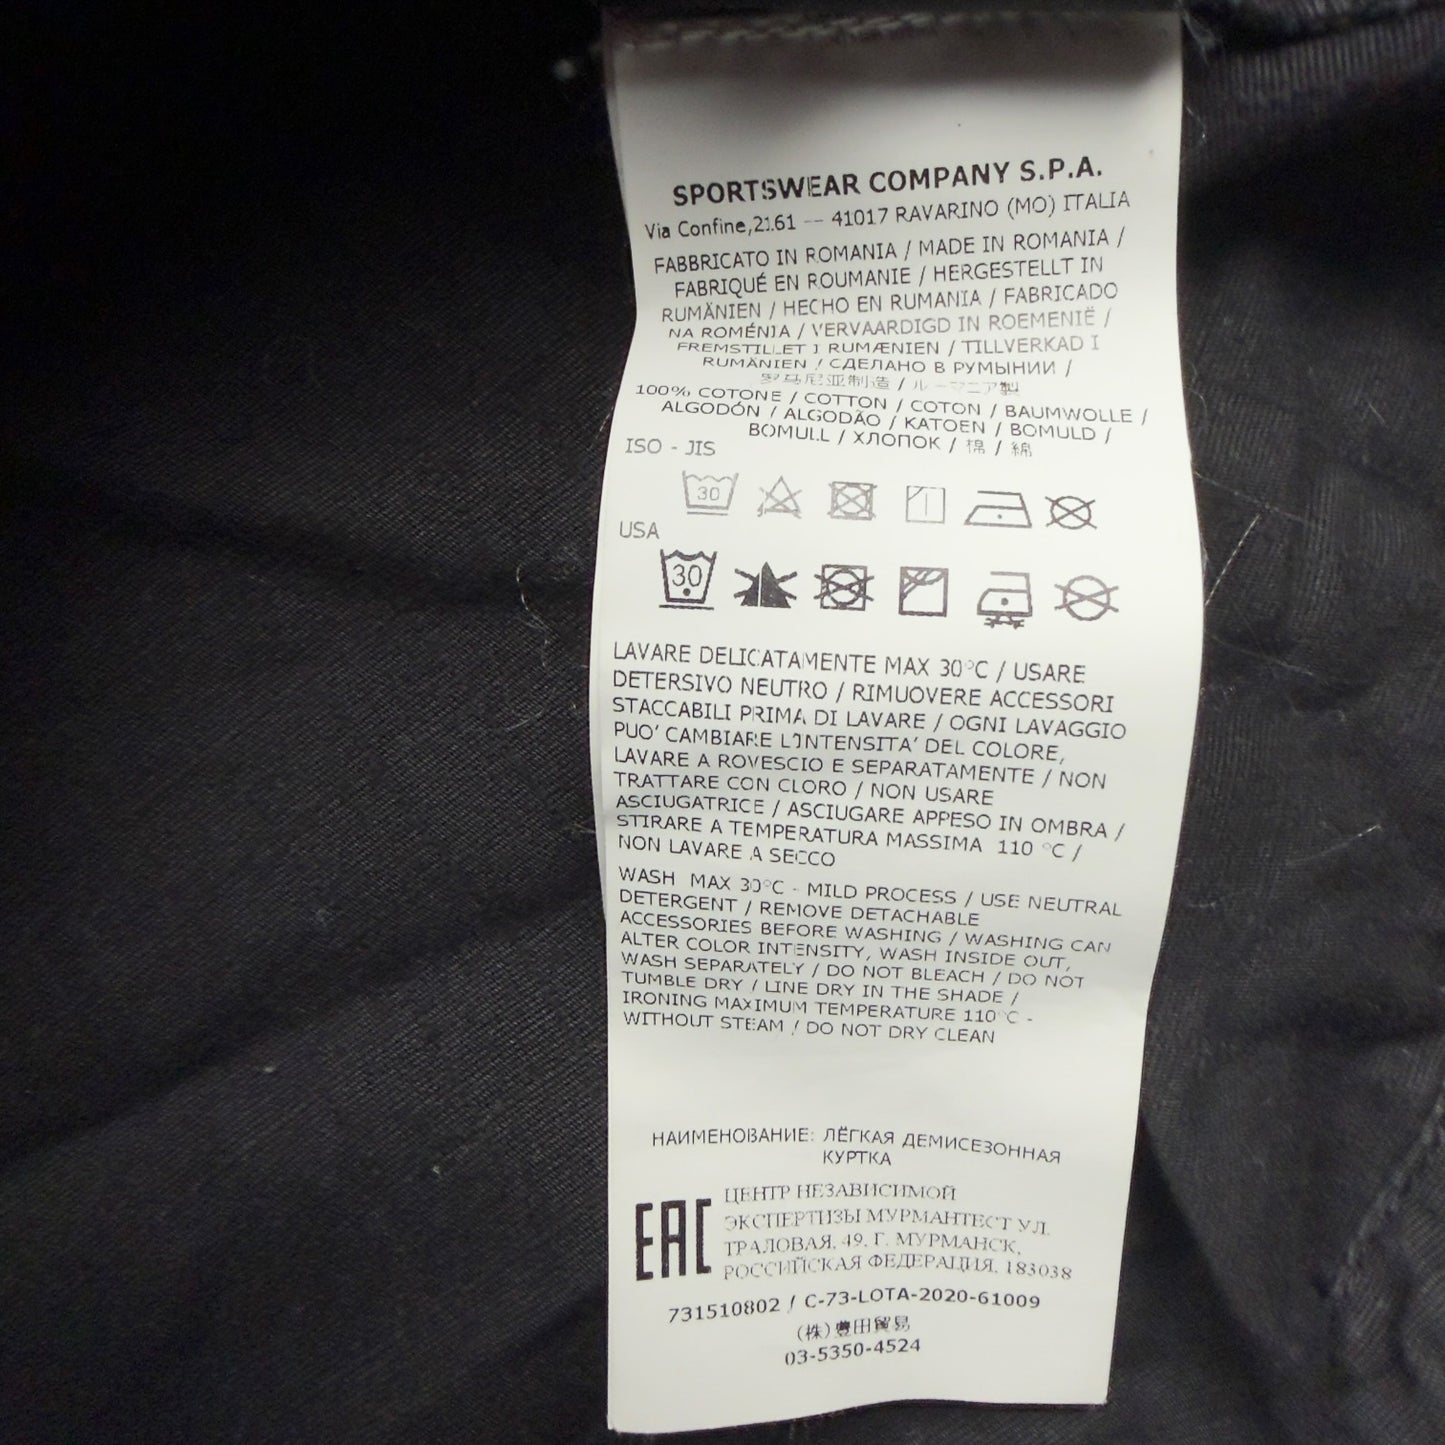 SPORTSWEAR COMPANY S.P.A.
Via Confine,2161 -- 41017 RAVARINO (MO) ITALIA
FABBRICATO IN ROMANIA / MADE IN ROMANIA /
FABRIQUÉ EN ROUMANIE / HERGESTELLT IN
RUMÄNIEN / HECHO EN RUMANIA / FABRICADO
NA ROMÉNIA / VERVAARDIGD IN ROEMENIË /
FREMSTILLET I RUMÆNIEN / TILLVERKAD I
RUMÄNIEN / СДЕЛАНО В РУМЫНИИ /
罗马尼亚制造 / ルーマニア製
100% COTONE / COTTON / COTON / BAUMWOLLE /
ALGODÓN / ALGODÃO / KATOEN / BOMULD /
BOMULL / ХЛОПОК / 棉 / 綿
ISO - JIS
30
USA
30
LAVARE DELICATAMENTE MAX 30°C / USARE
DETERSIVO NEUTRO / RIMUOVERE ACCESSORI
STACCABILI PRIMA DI LAVARE / OGNI LAVAGGIO
PUO' CAMBIARE L'INTENSITA' DEL COLORE,
LAVARE A ROVESCIO E SEPARATAMENTE / NON
TRATTARE CON CLORO / NON USARE
ASCIUGATRICE / ASCIUGARE APPESO IN OMBRA /
STIRARE A TEMPERATURA MASSIMA 110 °C /
NON LAVARE A SECCO
WASH MAX 30°C - MILD PROCESS / USE NEUTRAL
DETERGENT / REMOVE DETACHABLE
ACCESSORIES BEFORE WASHING / WASHING CAN
ALTER COLOR INTENSITY, WASH INSIDE OUT,
WASH SEPARATELY / DO NOT BLEACH / DO NOT
TUMBLE DRY / LINE DRY IN THE SHADE /
IRONING MAXIMUM TEMPERATURE 110°C -
WITHOUT STEAM / DO NOT DRY CLEAN
НАИМЕНОВАНИЕ: ЛЁГКАЯ ДЕМИСЕЗОННАЯ
КУРТКА
EAC
ЦЕНТР НЕЗАВИСИМОЙ
ЭКСПЕРТИЗЫ МУРМАНТЕСТ УЛ.
ТРАЛОВАЯ, 49, Г. МУРМАНСК,
РОССИЙСКАЯ ФЕДЕРАЦИЯ, 183038
731510802 / C-73-LOTA-2020-61009
(株)豊田貿易
03-5350-4524